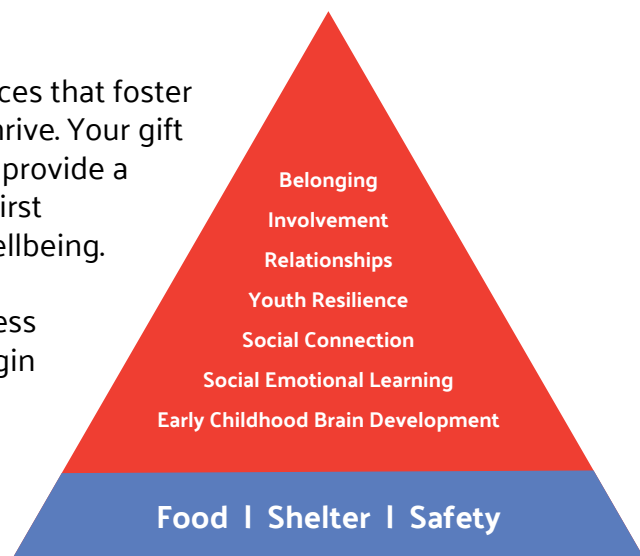 ces that foster
hrive. Your gift
provide a
irst
ellbeing.
ess
gin
Belonging
Involvement
Relationships
Youth Resilience
Social Connection
Social Emotional Learning
Early Childhood Brain Development
Food I Shelter I Safety